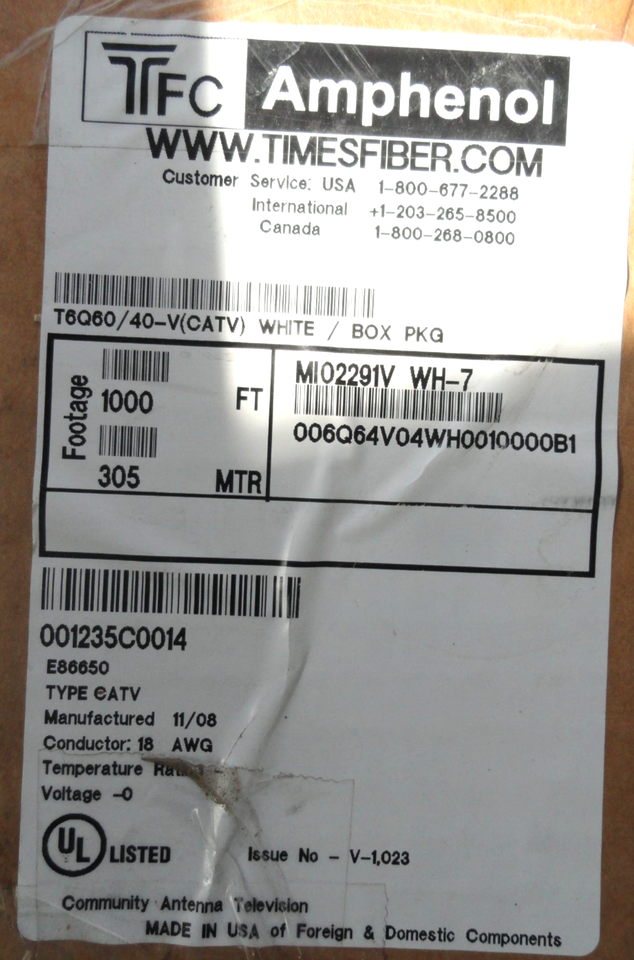 TFC Amphenol
WWW.TIMESFIBER.COM
Customer Service: USA 1-800-677-2288
International +1-203-265-8500
Canada 1-800-268-0800
T6Q60/40-V(CATV) WHITE / BOX PKG
Footage
1000 FT
305 MTR
MI02291V WH-7
006Q64V04WH0010000B1
001235C0014
E86650
TYPE CATV
Manufactured 11/08
Conductor: 18 AWG
Temperature
Voltage -0
UL LISTED
Issue No - V-1,023
Community Antenna Television
MADE IN USA of Foreign & Domestic Components